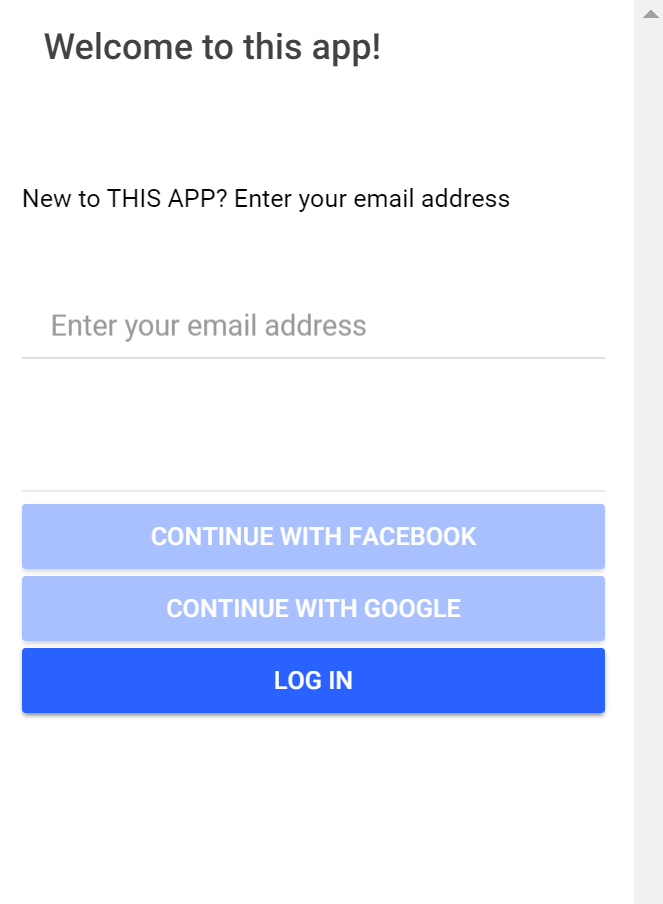 Welcome to this app!
New to THIS APP? Enter your email address
Enter your email address
CONTINUE WITH FACEBOOK
CONTINUE WITH GOOGLE
LOG IN